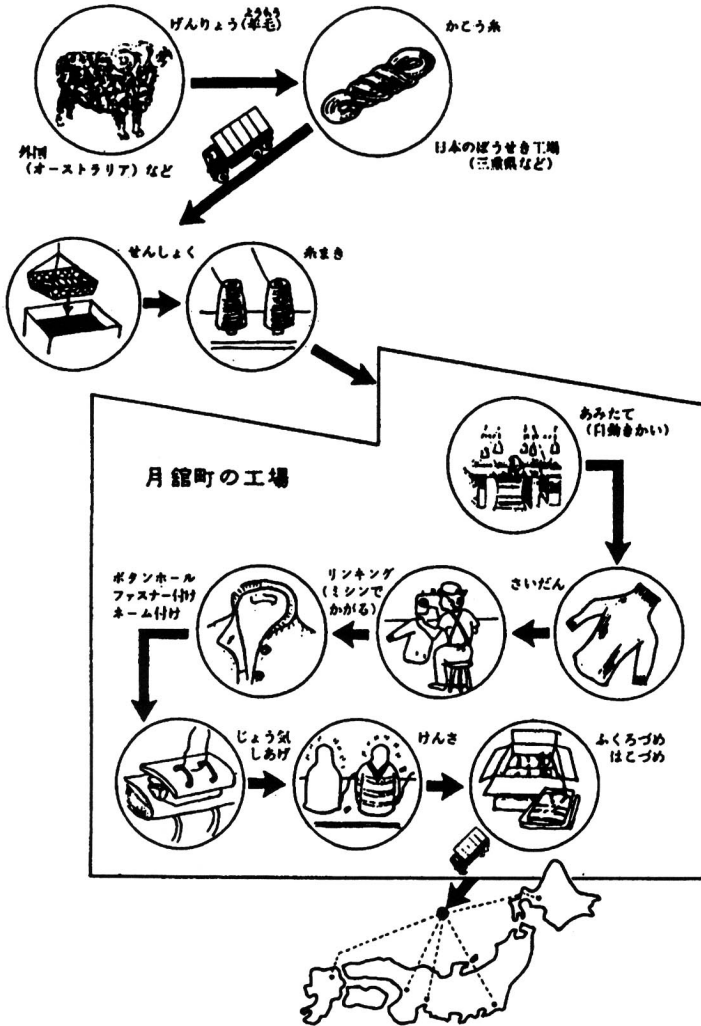 げんりょう(羊毛)
ようもう
かこう糸
外国
(オーストラリア)など
日本のぼうせき工場
(三重県など)
せんしょく
糸まき
あみたて
(自動きかい)
月舘町の工場
ボタンホール
ファスナー付け
ネーム付け
リンキング
(ミシンで
かがる)
さいだん
じょう気
しあげ
けんさ
ふくろづめ
はこづめ